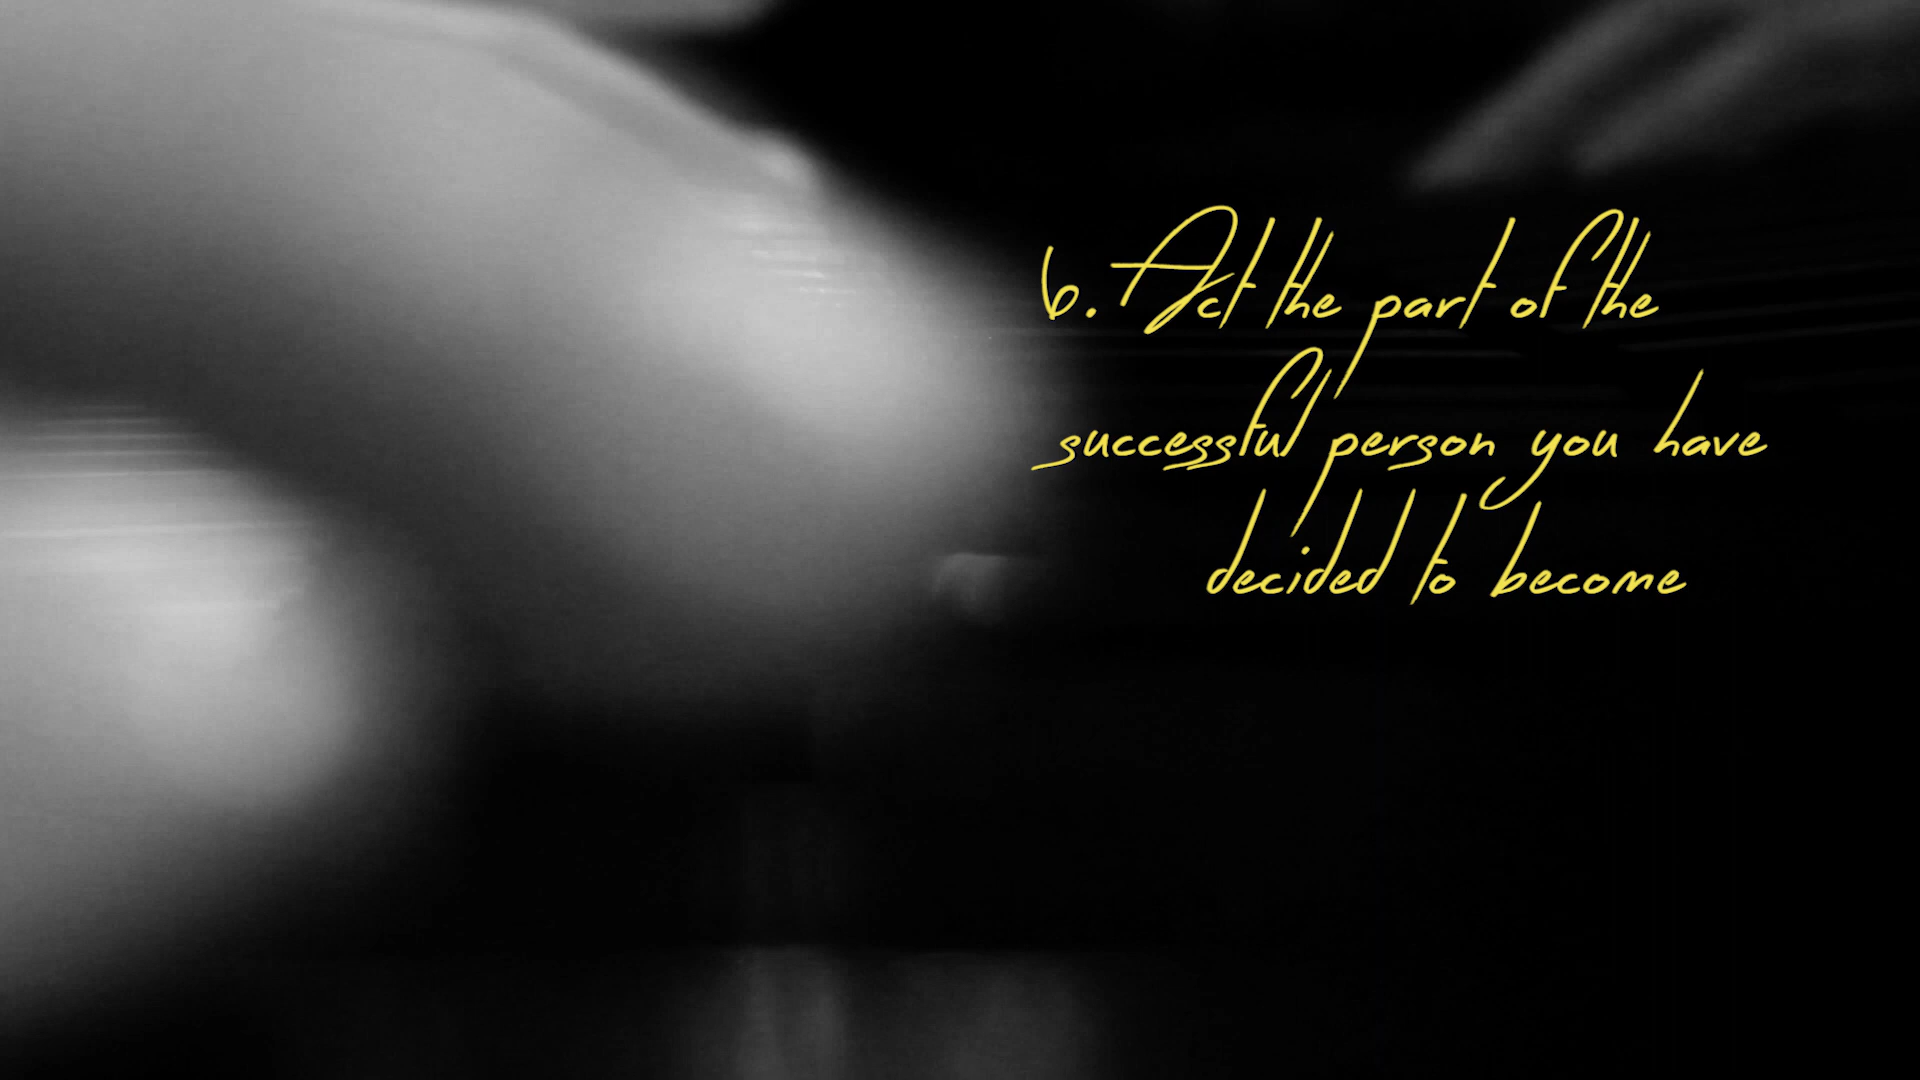 6. Act the part of the
successful person you have
decided to become